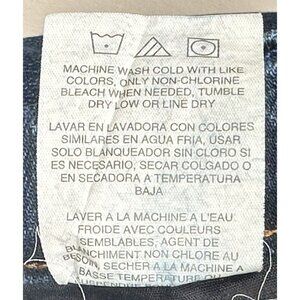 MACHINE WASH COLD WITH LIKE
COLORS, ONLY NON-CHLORINE
BLEACH WHEN NEEDED, TUMBLE
DRY LOW OR LINE DRY
LAVAR EN LAVADORA CON COLORES
SIMILARES EN AGUA FRIA, USAR
SOLO BLANQUEADOR SIN CLORO SI
ES NECESARIO, SECAR COLGADO O
EN SECADORA A TEMPERATURA
BAJA
LAVER À LA MACHINE A L'EAU
FROIDE AVEC COULEURS
SEMBLABLES, AGENT DE
BLANCHIMENT NON CHLORE AU
BESOIN, SECHER A LA MACHINE A
BASSE TEMPERATURE OU